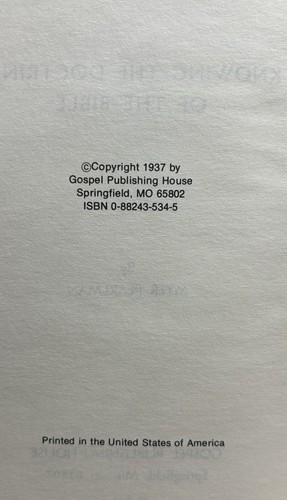 ©Copyright 1937 by
Gospel Publishing House
Springfield, MO 65802
ISBN 0-88243-534-5
Printed in the United States of America